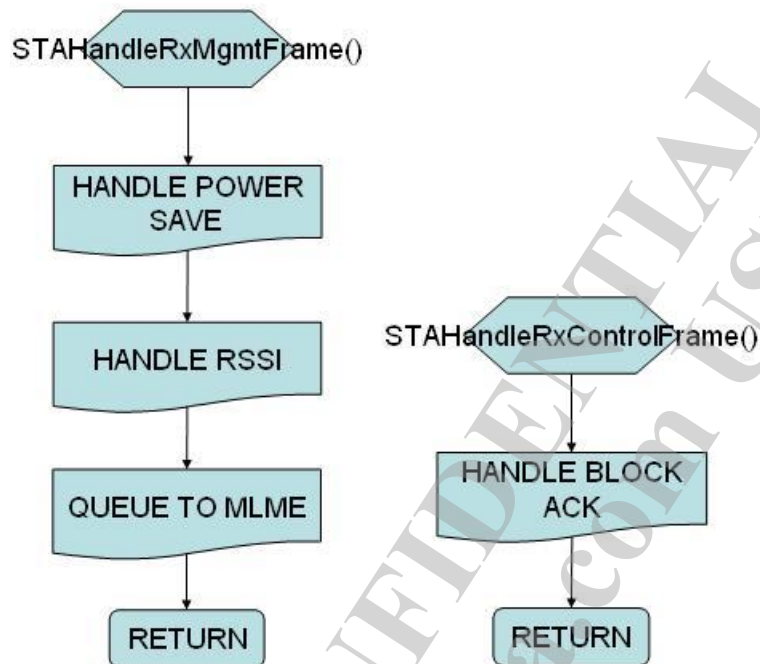 STAHandleRxMgmtFrame()
HANDLE POWER
SAVE
HANDLE RSSI
QUEUE TO MLME
RETURN
STAHandleRxControlFrame()
HANDLE BLOCK
ACK
RETURN